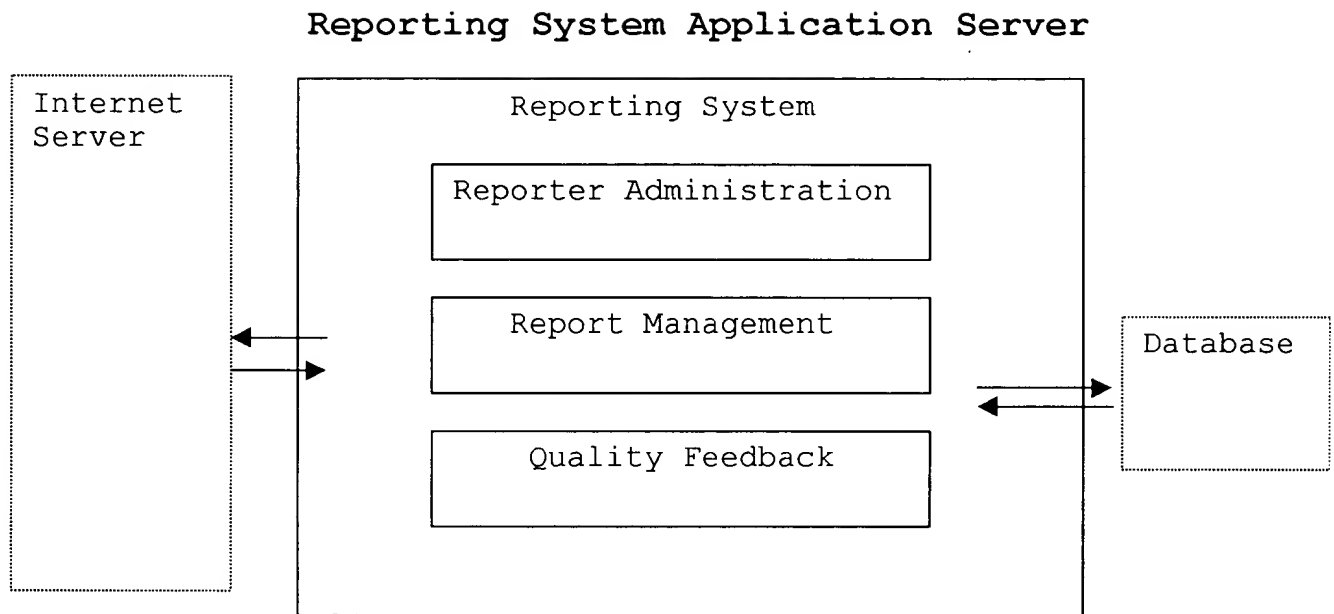 Reporting System Application Server
Internet
Server
Reporting System
Reporter Administration
Report Management
Database
Quality Feedback